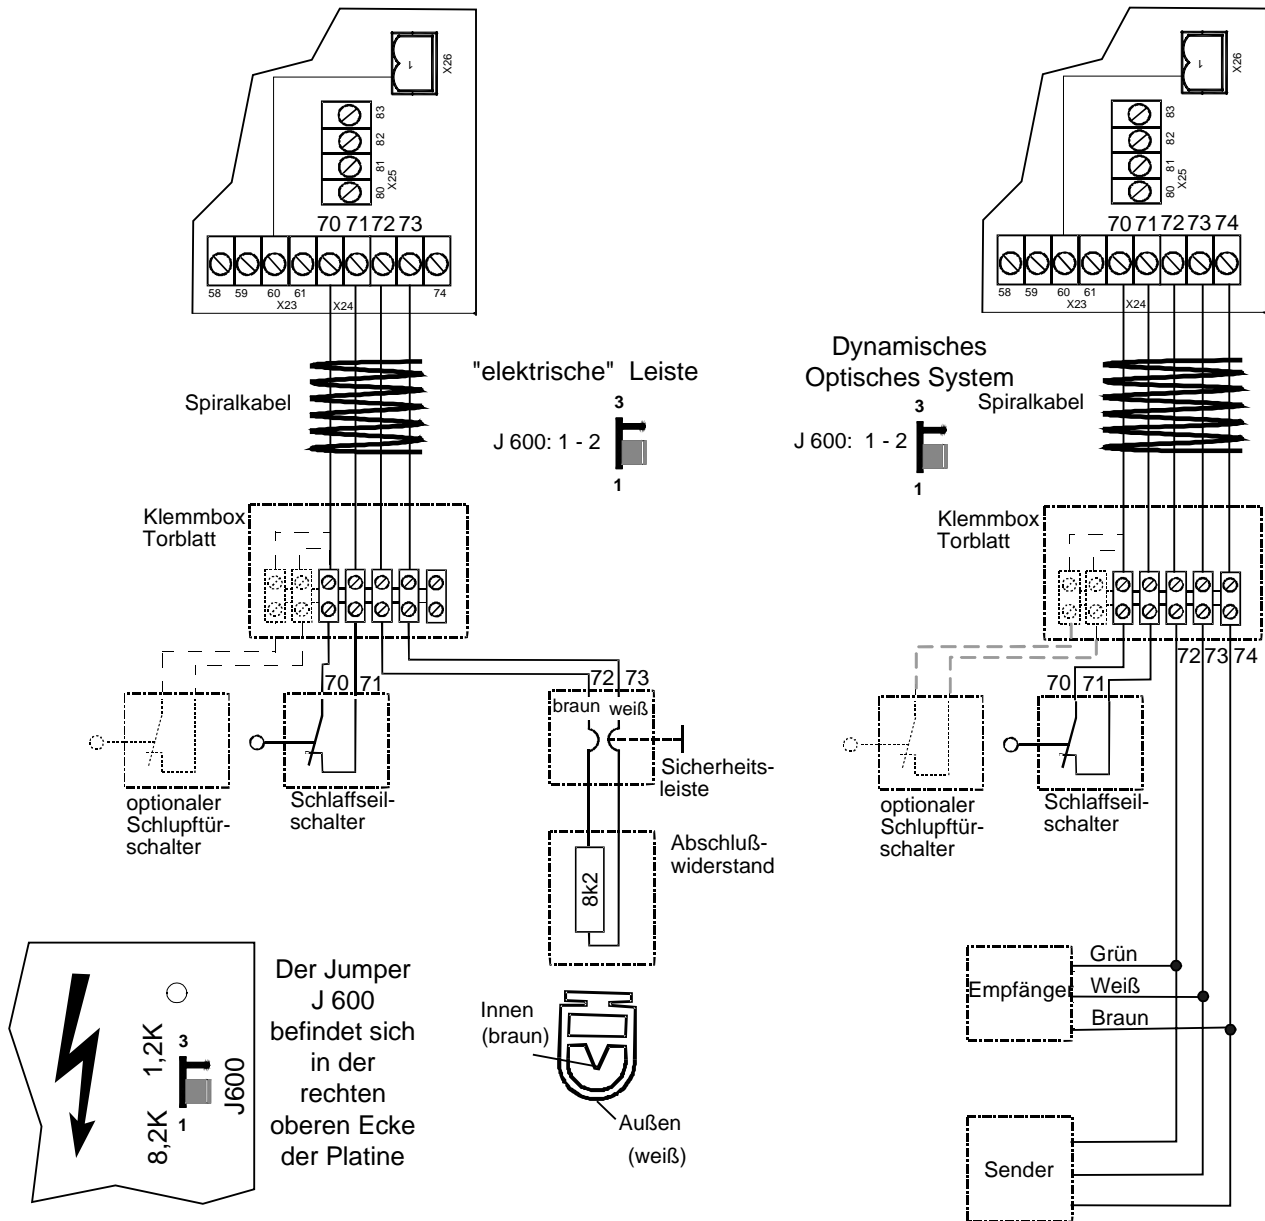 1
X26
83
82
81
80
X25
70 71 72 73
58 59 60 61 74
X23 X24
Spiralkabel
"elektrische" Leiste
3
J 600: 1 - 2
1
Klemmbox
Torblatt
70 71
72 73
braun weiß
optionaler
Schlupftür-
schalter
Schlaffseil-
schalter
Sicherheits-
leiste
Abschluß-
widerstand
8k2
Innen
(braun)
Außen
(weiß)
1,2K
8,2K
3
1
J600
Der Jumper
J 600
befindet sich
in der
rechten
oberen Ecke
der Platine
1
X26
83
82
81
80
X25
70 71 72 73 74
58 59 60 61
X23 X24
Dynamisches
Optisches System
Spiralkabel
3
J 600: 1 - 2
1
Klemmbox
Torblatt
72 73 74
70 71
optionaler
Schlupftür-
schalter
Schlaffseil-
schalter
Empfänger
Grün
Weiß
Braun
Sender